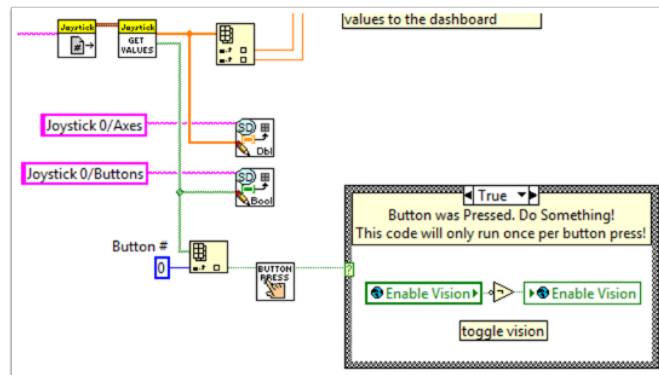 values to the dashboard
Joystick
#
Joystick
GET
VALUES
Joystick 0/Axes
SD
Dbl
Joystick 0/Buttons
SD
Bool
True
Button was Pressed. Do Something!
This code will only run once per button press!
Button #
0
BUTTON
PRESS
?
Enable Vision
Enable Vision
toggle vision